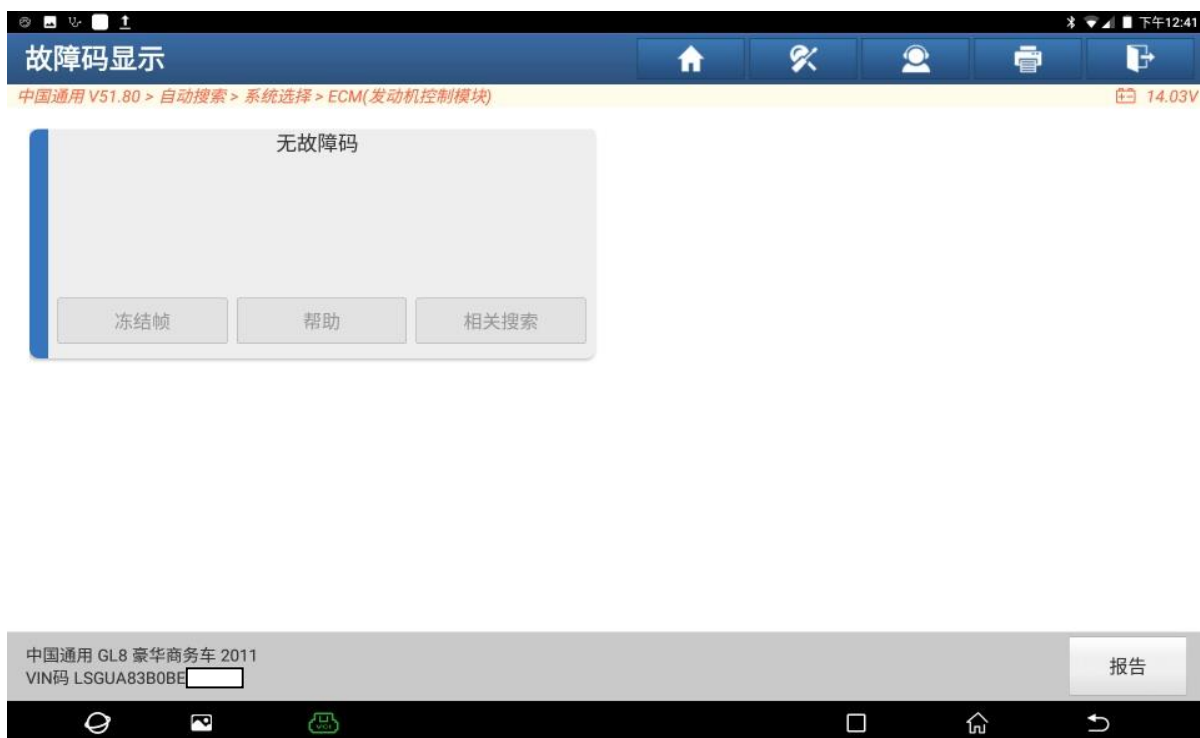 下午12:41
故障码显示
中国通用 V51.80 > 自动搜索 > 系统选择 > ECM(发动机控制模块)
14.03V
无故障码
冻结帧
帮助
相关搜索
中国通用 GL8 豪华商务车 2011
VIN码 LSGUA83B0BE
报告
VCI